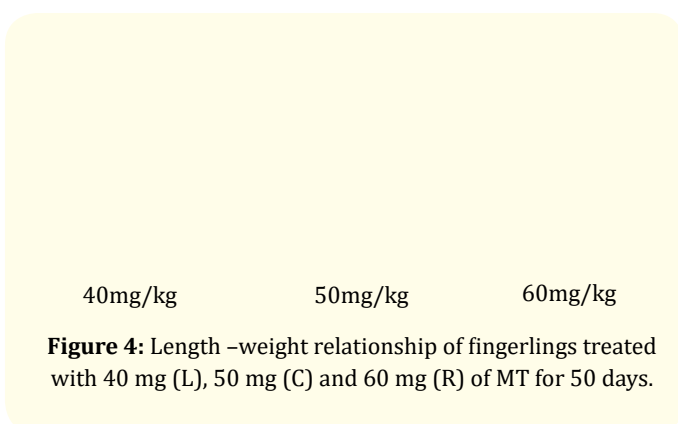 40mg/kg 50mg/kg 60mg/kg
Figure 4: Length –weight relationship of fingerlings treated
with 40 mg (L), 50 mg (C) and 60 mg (R) of MT for 50 days.